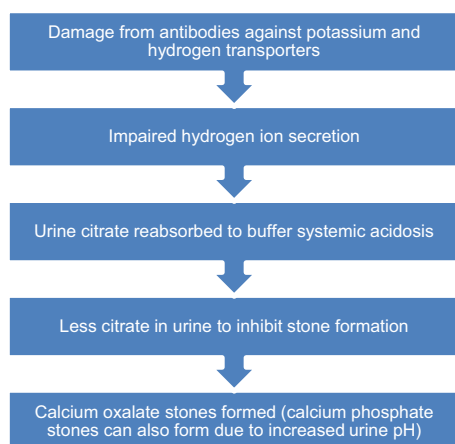 Damage from antibodies against potassium and
hydrogen transporters
Impaired hydrogen ion secretion
Urine citrate reabsorbed to buffer systemic acidosis
Less citrate in urine to inhibit stone formation
Calcium oxalate stones formed (calcium phosphate
stones can also form due to increased urine pH)